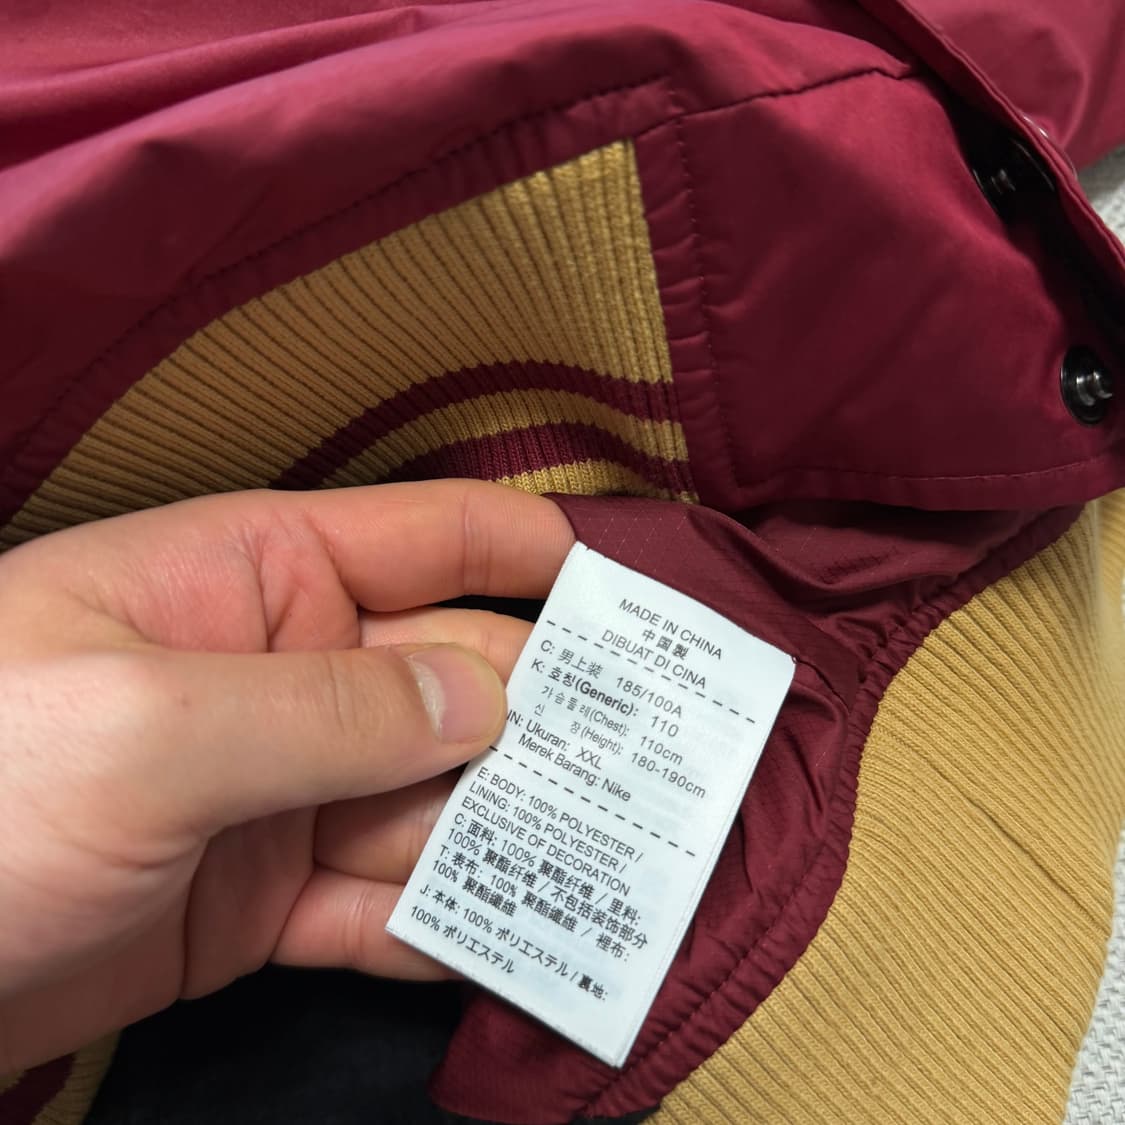 MADE IN CHINA
中国製
DIBUAT DI CINA
C: 男上装 185/100A
K: 호칭(Generic): 110
가슴둘레(Chest): 110cm
신 장(Height): 180-190cm
IN: Ukuran: XXL
Merek Barang: Nike
E: BODY: 100% POLYESTER /
LINING: 100% POLYESTER /
EXCLUSIVE OF DECORATION
C: 面料: 100% 聚酯纤维 / 里料:
100% 聚酯纤维 / 不包括装饰部分
T: 表布: 100% 聚酯纖維 / 裡布:
100% 聚酯纖維
J: 本体: 100% ポリエステル / 裏地:
100% ポリエステル